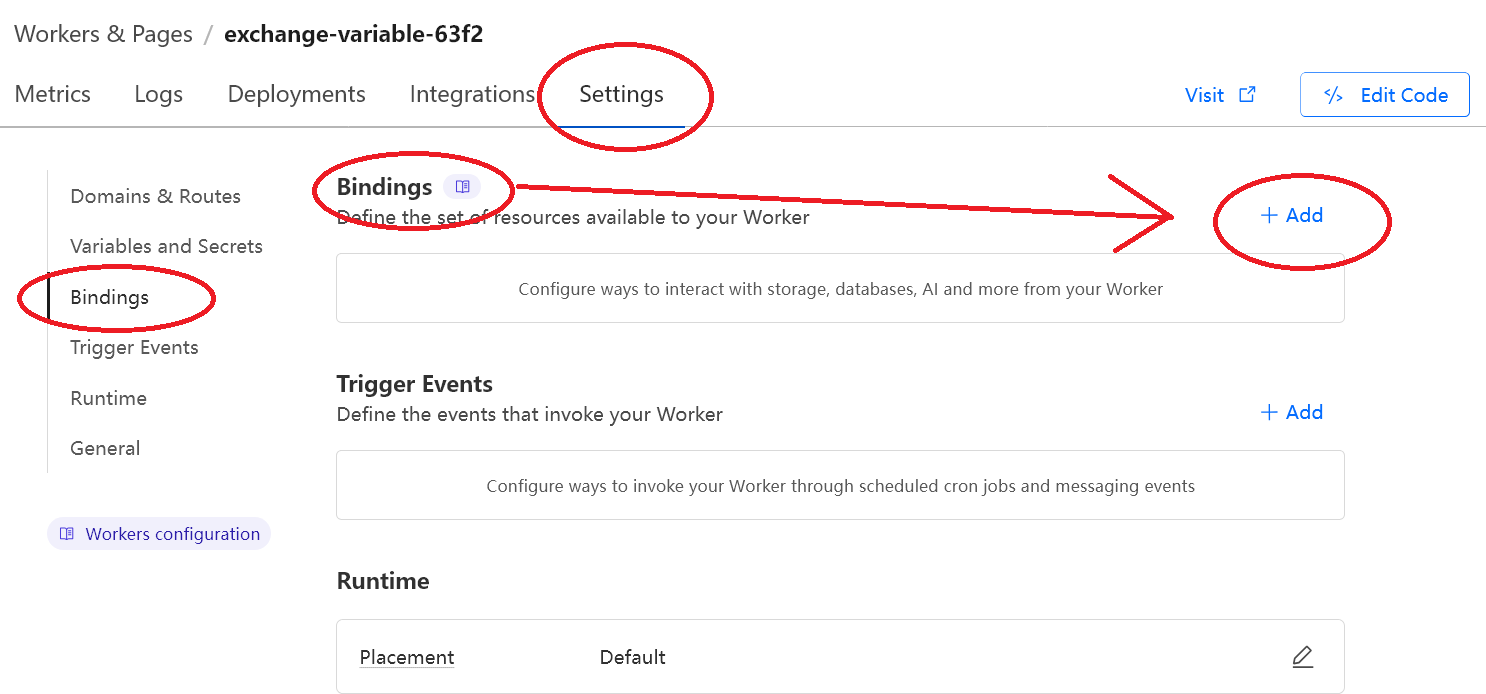 Workers & Pages / exchange-variable-63f2
Metrics Logs Deployments Integrations Settings Visit Edit Code
Domains & Routes
Variables and Secrets
Bindings
Trigger Events
Runtime
General
Workers configuration
Bindings
Define the set of resources available to your Worker
+ Add
Configure ways to interact with storage, databases, AI and more from your Worker
Trigger Events
Define the events that invoke your Worker
+ Add
Configure ways to invoke your Worker through scheduled cron jobs and messaging events
Runtime
Placement Default